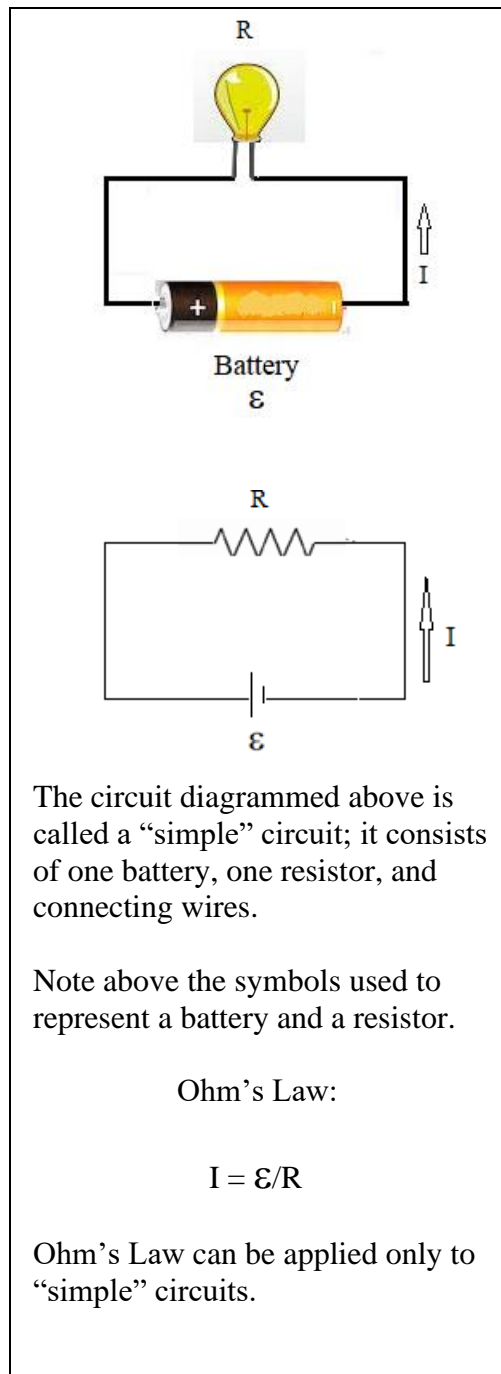 R
+
I
Battery
ε
R
I
ε
The circuit diagrammed above is
called a “simple” circuit; it consists
of one battery, one resistor, and
connecting wires.
Note above the symbols used to
represent a battery and a resistor.
Ohm’s Law:
I = ε/R
Ohm’s Law can be applied only to
“simple” circuits.